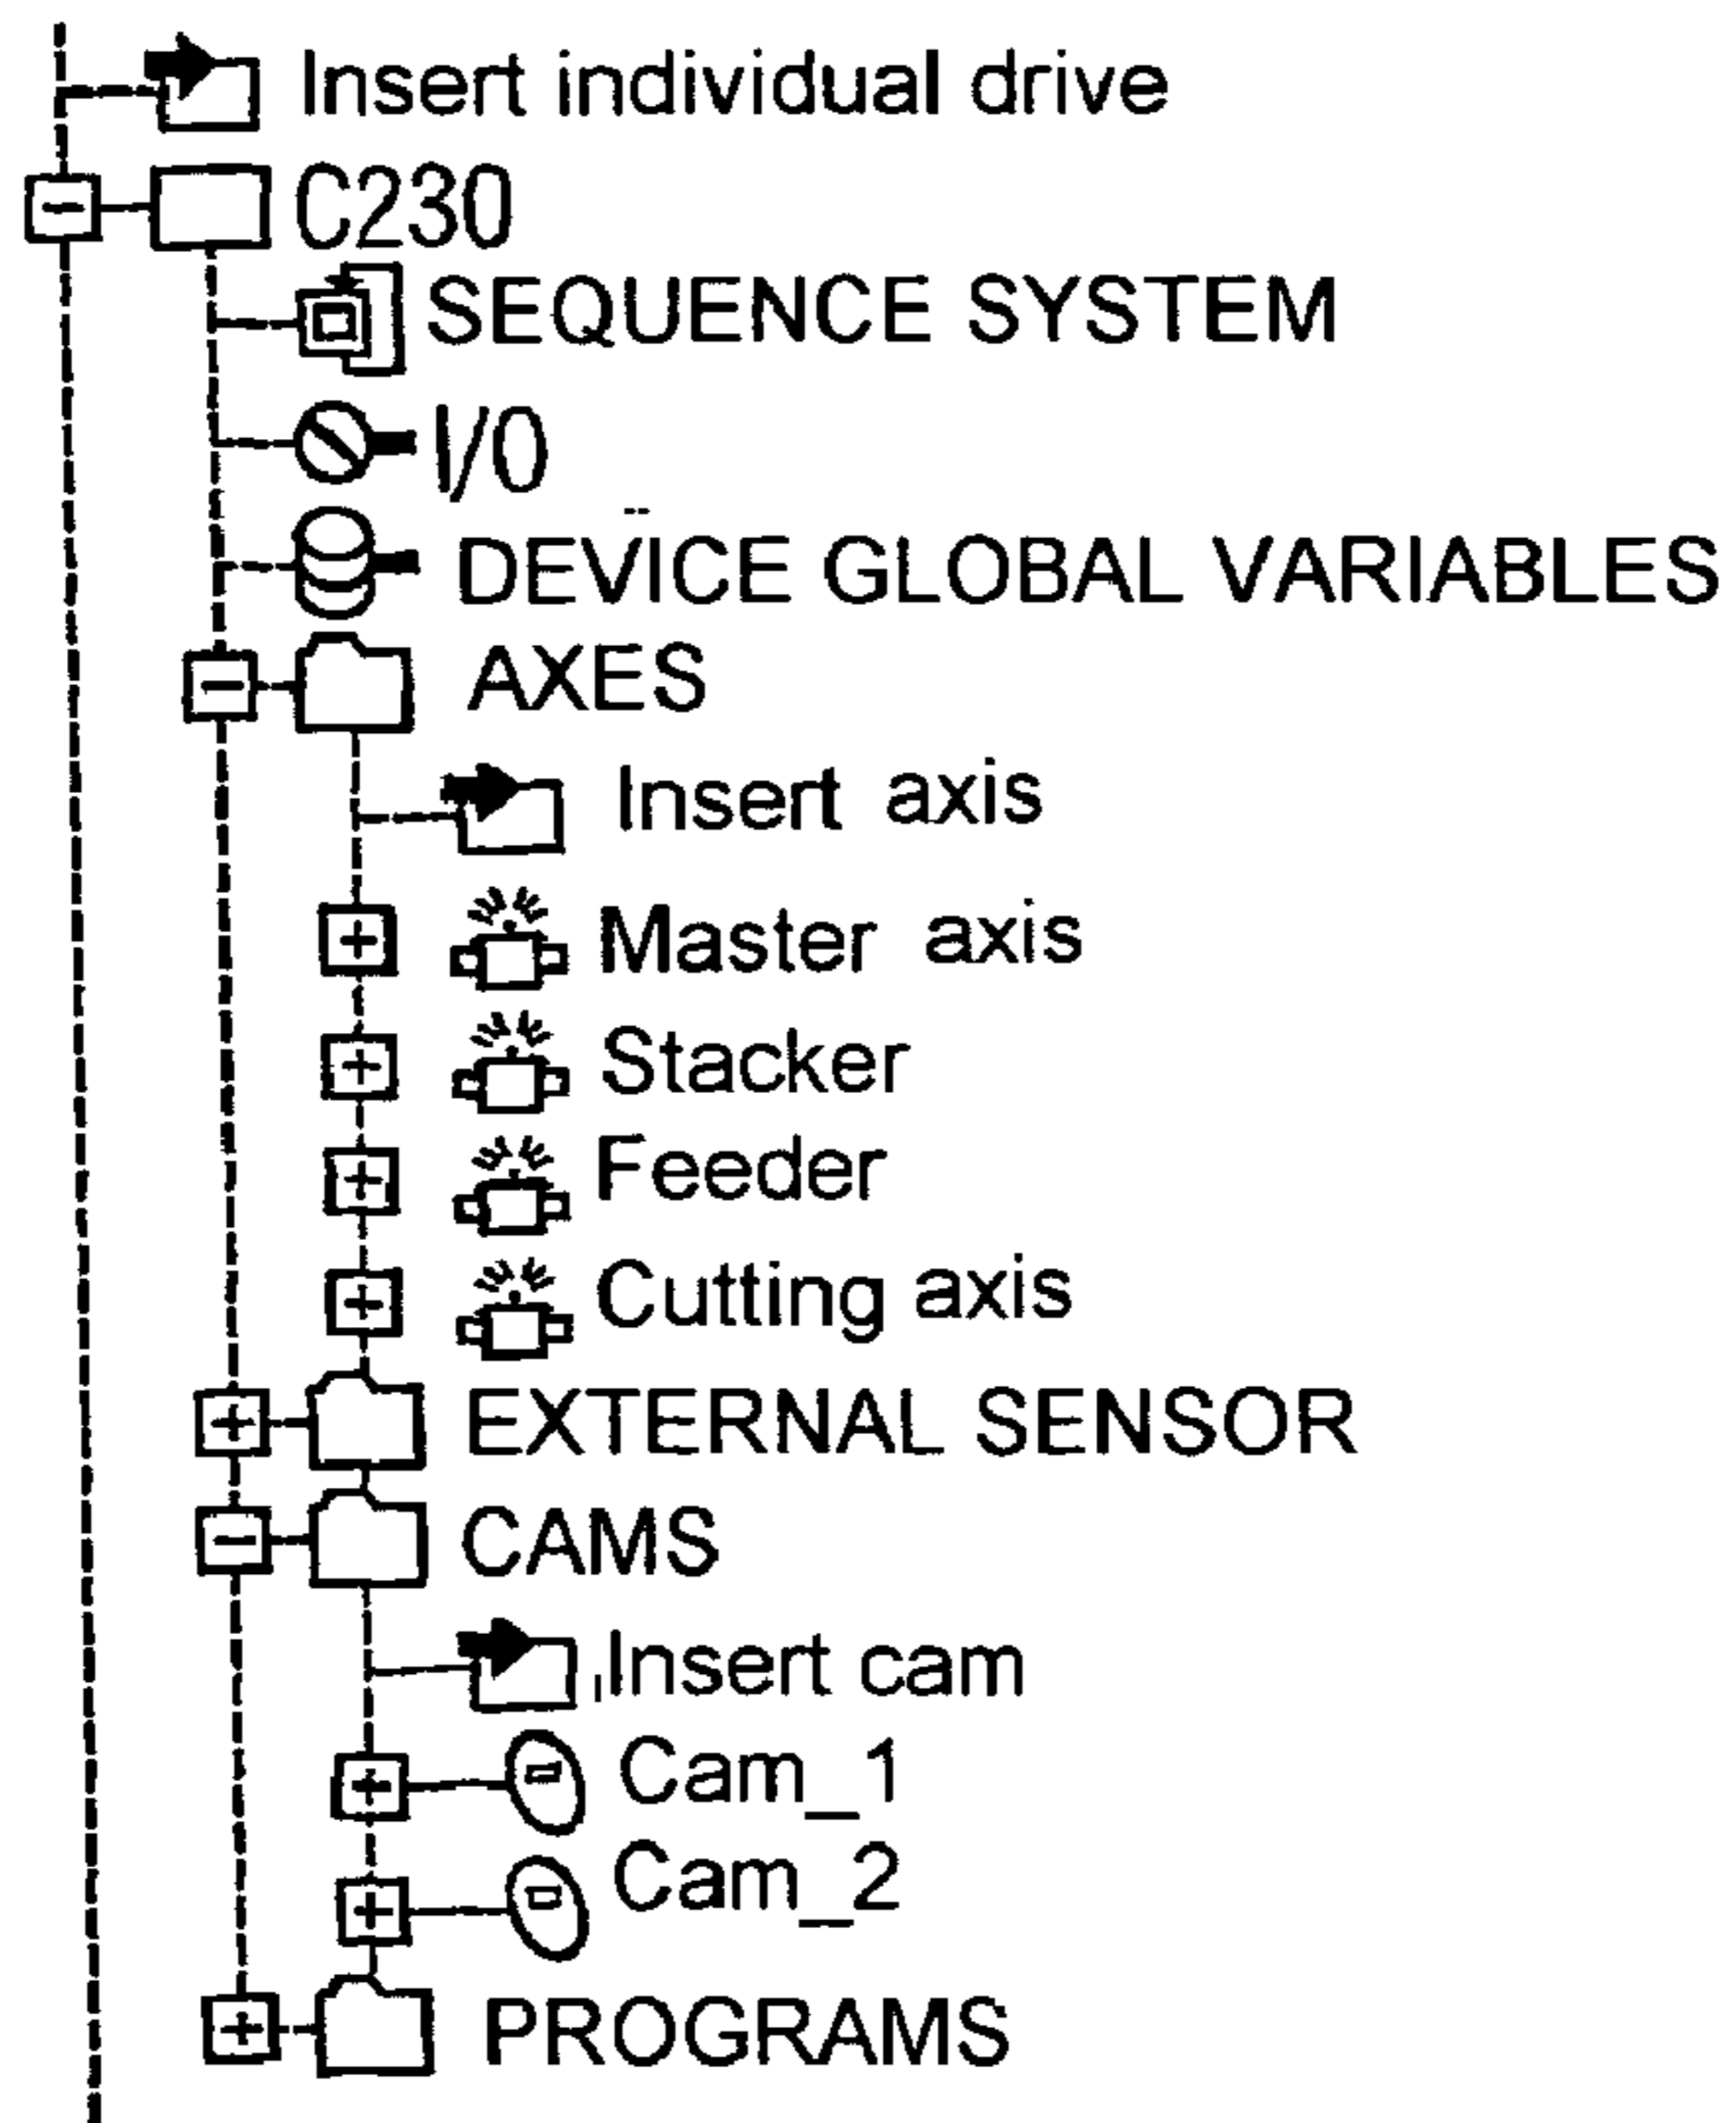 Insert individual drive
C230
SEQUENCE SYSTEM
I/O
DEVICE GLOBAL VARIABLES
AXES
Insert axis
Master axis
Stacker
Feeder
Cutting axis
EXTERNAL SENSOR
CAMS
Insert cam
Cam_1
Cam_2
PROGRAMS